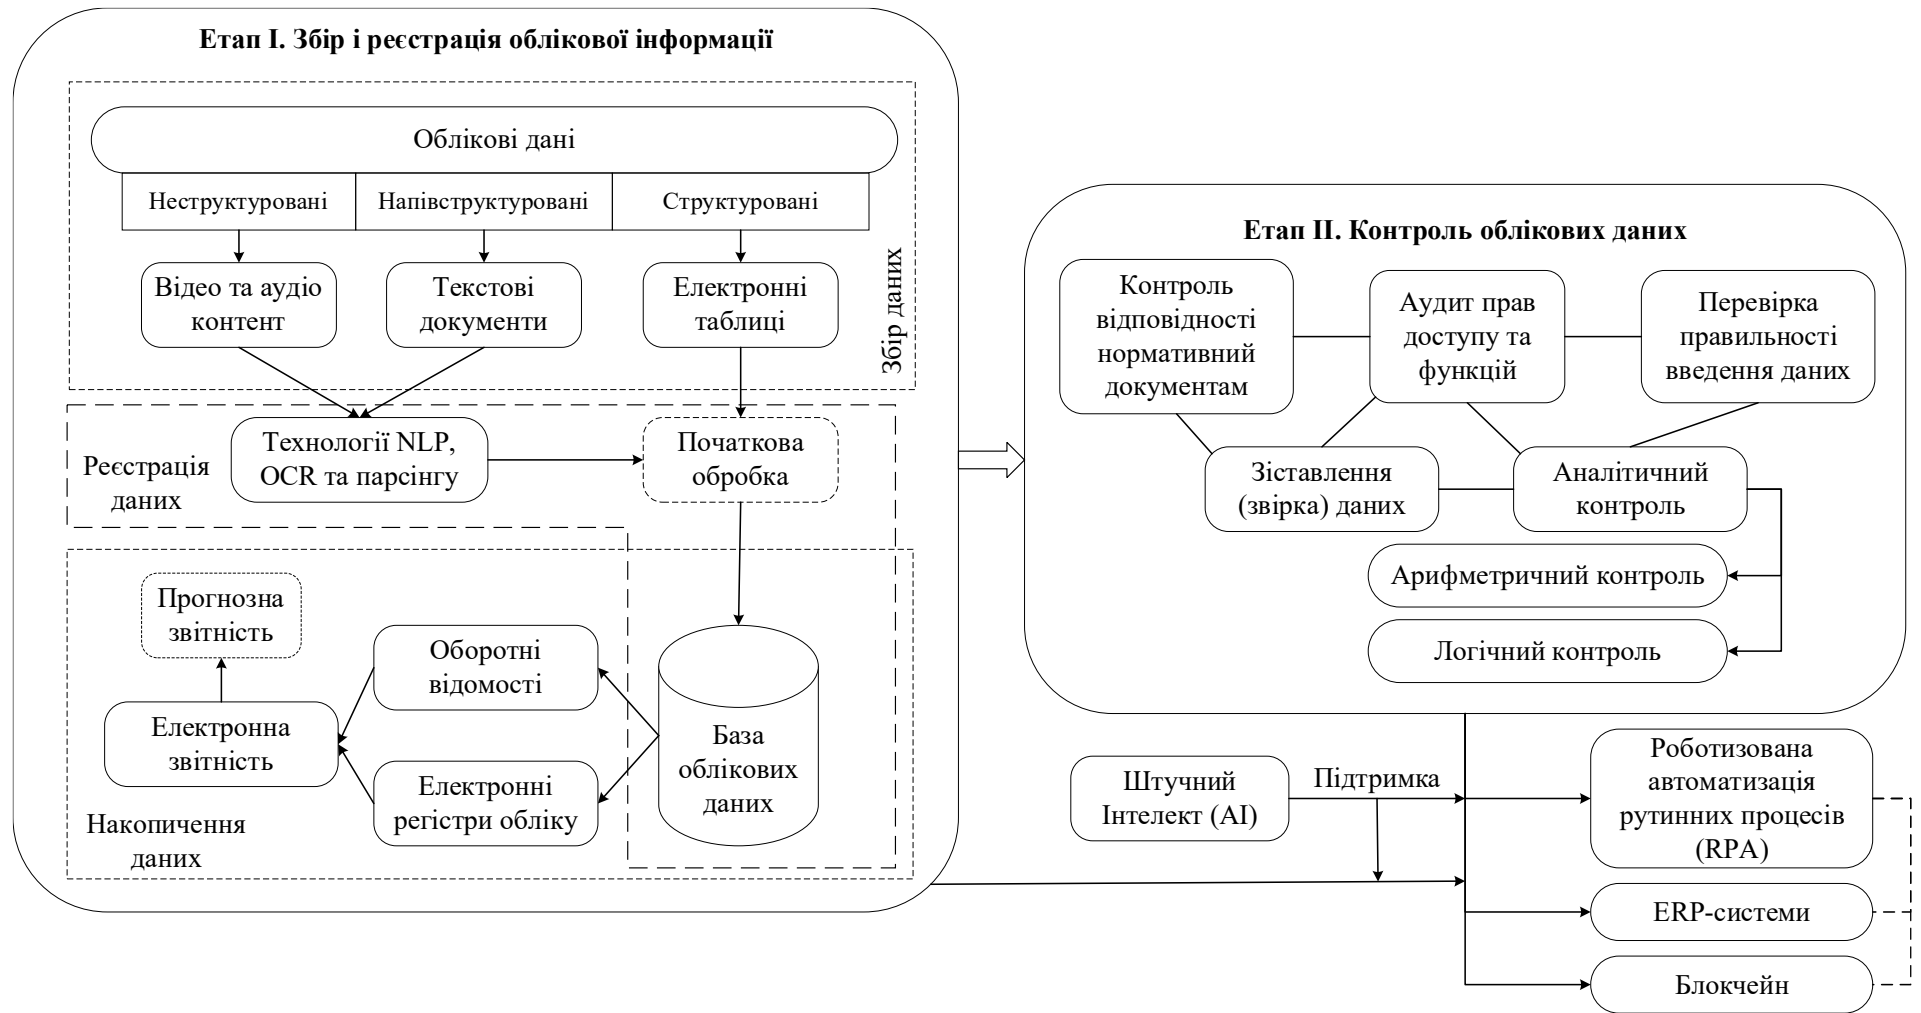 Етап I. Збір і реєстрація облікової інформації
Облікові дані
Неструктуровані
Напівструктуровані
Структуровані
Відео та аудіо
контент
Текстові
документи
Електронні
таблиці
Збір даних
Реєстрація
даних
Технології NLP,
OCR та парсінгу
Початкова
обробка
Прогнозна
звітність
Оборотні
відомості
Електронна
звітність
Електронні
регістри обліку
База
облікових
даних
Накопичення
даних
Етап II. Контроль облікових даних
Контроль
відповідності
нормативний
документам
Аудит прав
доступу та
функцій
Перевірка
правильності
введення даних
Зіставлення
(звірка) даних
Аналітичний
контроль
Арифметричний контроль
Логічний контроль
Штучний
Інтелект (AI)
Підтримка
Роботизована
автоматизація
рутинних процесів
(RPA)
ERP-системи
Блокчейн